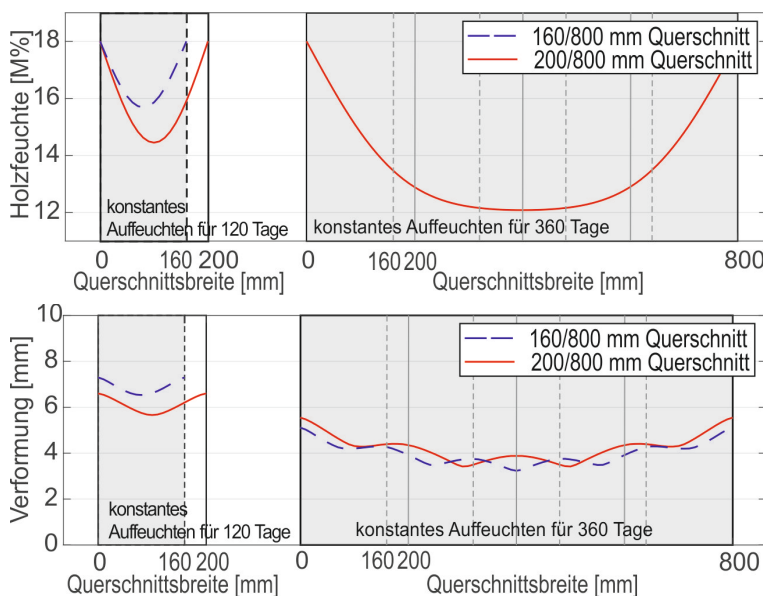 Holzfeuchte [M%]
18
16
14
12
160/800 mm Querschnitt
200/800 mm Querschnitt
konstantes
Auffeuchten für 120 Tage
konstantes Auffeuchten für 360 Tage
0 160 200
0 160 200 800
Querschnittsbreite [mm]
Querschnittsbreite [mm]
Verformung [mm]
10
8
6
4
2
0
160/800 mm Querschnitt
200/800 mm Querschnitt
konstantes
Auffeuchten für 120 Tage
konstantes Auffeuchten für 360 Tage
0 160 200
0 160 200 800
Querschnittsbreite [mm]
Querschnittsbreite [mm]